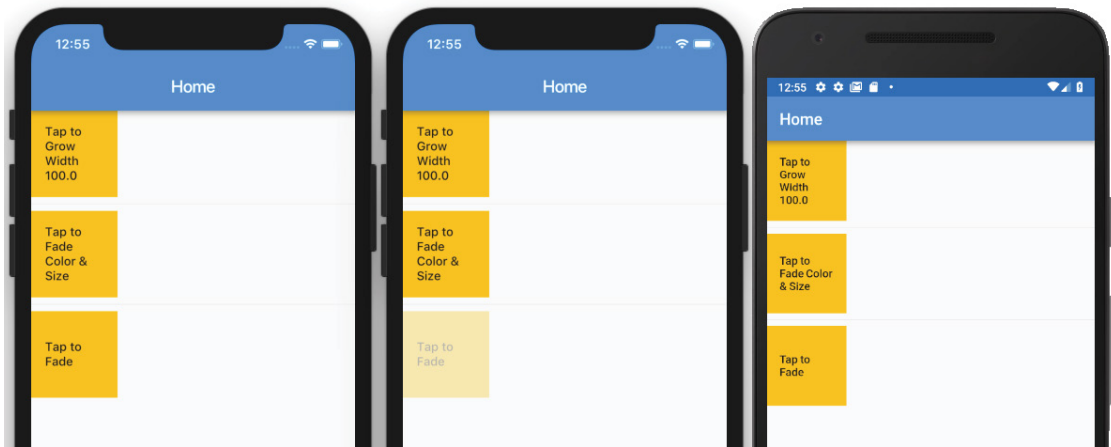 12:55
Home
Tap to
Grow
Width
100.0
Tap to
Fade
Color &
Size
Tap to
Fade
12:55
Home
Tap to
Grow
Width
100.0
Tap to
Fade
Color &
Size
Tap to
Fade
12:55
Home
Tap to
Grow
Width
100.0
Tap to
Fade Color
& Size
Tap to
Fade